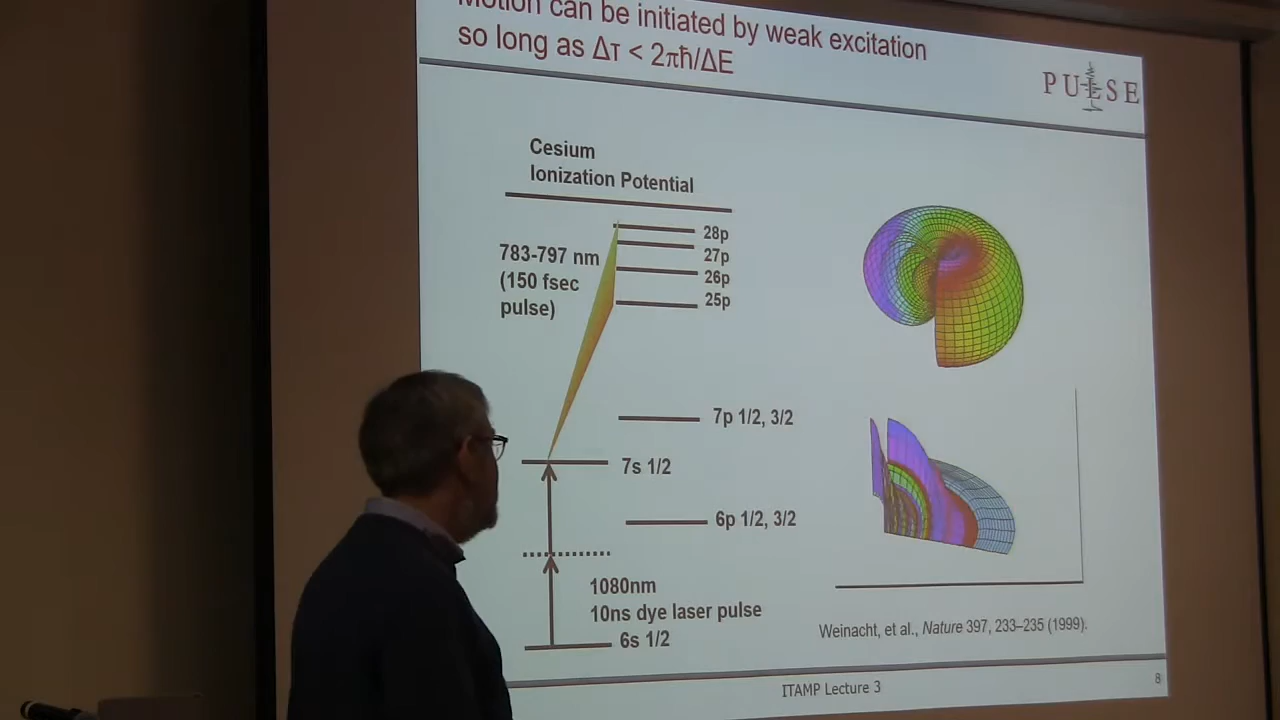 Motion can be initiated by weak excitation
so long as Δτ < 2πħ/ΔE
PULSE
Cesium
Ionization Potential
783-797 nm
(150 fsec
pulse)
28p
27p
26p
25p
7p 1/2, 3/2
7s 1/2
6p 1/2, 3/2
1080nm
10ns dye laser pulse
6s 1/2
Weinacht, et al., Nature 397, 233–235 (1999).
ITAMP Lecture 3
8